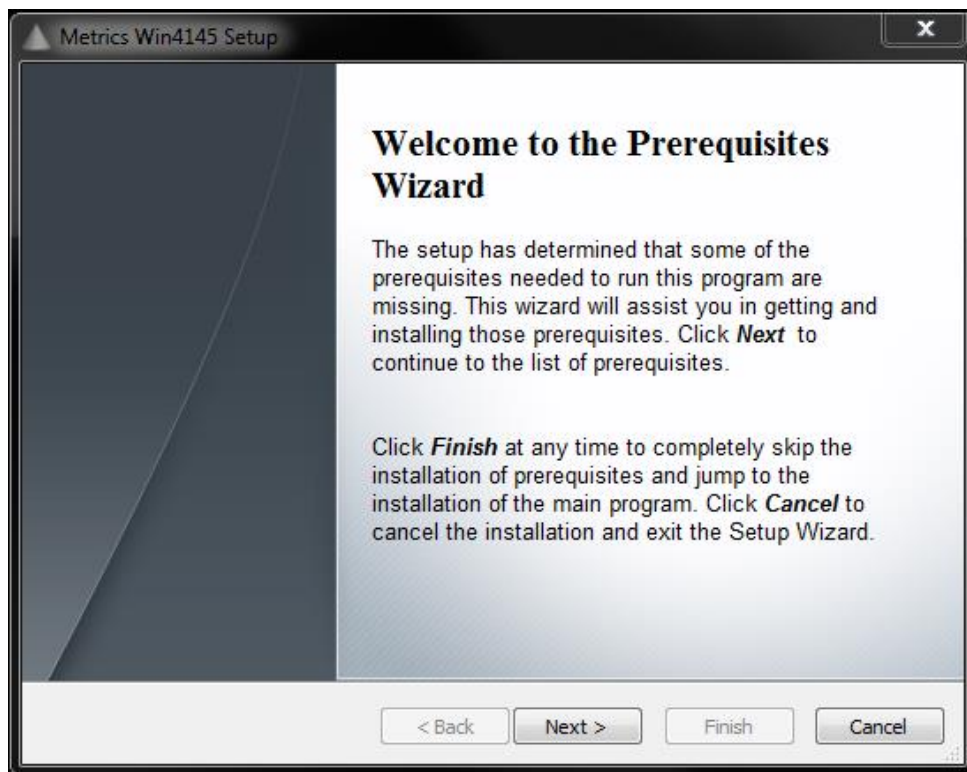 Metrics Win4145 Setup
x
Welcome to the Prerequisites
Wizard
The setup has determined that some of the
prerequisites needed to run this program are
missing. This wizard will assist you in getting and
installing those prerequisites. Click Next to
continue to the list of prerequisites.
Click Finish at any time to completely skip the
installation of prerequisites and jump to the
installation of the main program. Click Cancel to
cancel the installation and exit the Setup Wizard.
< Back Next > Finish Cancel